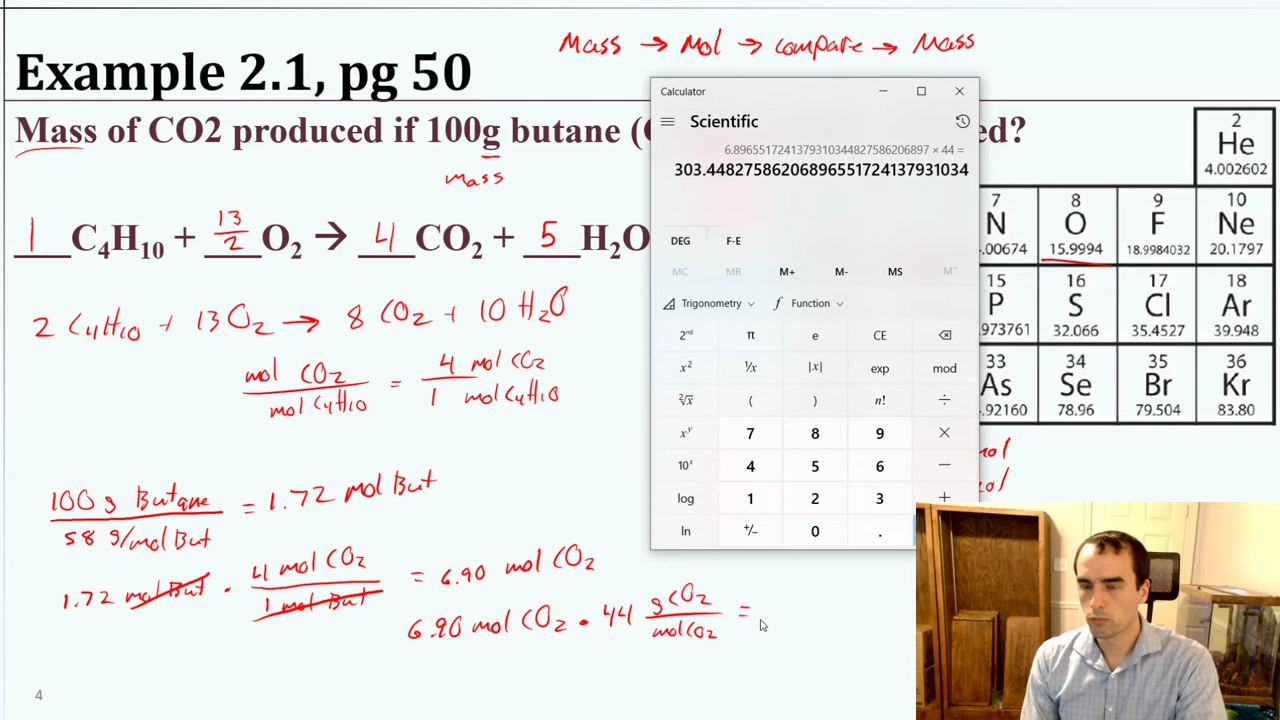 Mass → Mol → compare → Mass
Example 2.1, pg 50
Mass of CO2 produced if 100g butane (
ed?
mass
1 C₄H₁₀ + 13/2 O₂ → 4 CO₂ + 5 H₂O
2 C₄H₁₀ + 13 O₂ → 8 CO₂ + 10 H₂O
mol CO₂ / mol C₄H₁₀ = 4 mol CO₂ / 1 mol C₄H₁₀
100 g Butane / 58 g/mol But = 1.72 mol But
1.72 mol But · 4 mol CO₂ / 1 mol But = 6.90 mol CO₂
6.90 mol CO₂ · 44 g CO₂ / mol CO₂ =
4
Calculator
Scientific
6.8965517241379310344827586206897 × 44 =
303.44827586206896551724137931034
DEG F-E
MC MR M+ M- MS M˅
Trigonometry f Function
2ⁿᵈ π e CE
x² ¹/x |x| exp mod
²√x ( ) n! ÷
xʸ 7 8 9 ×
10ˣ 4 5 6 −
log 1 2 3 +
ln +/− 0 .
2
He
4.002602
7 8 9 10
N O F Ne
.00674 15.9994 18.9984032 20.1797
15 16 17 18
P S Cl Ar
.973761 32.066 35.4527 39.948
33 34 35 36
As Se Br Kr
.92160 78.96 79.504 83.80
mol